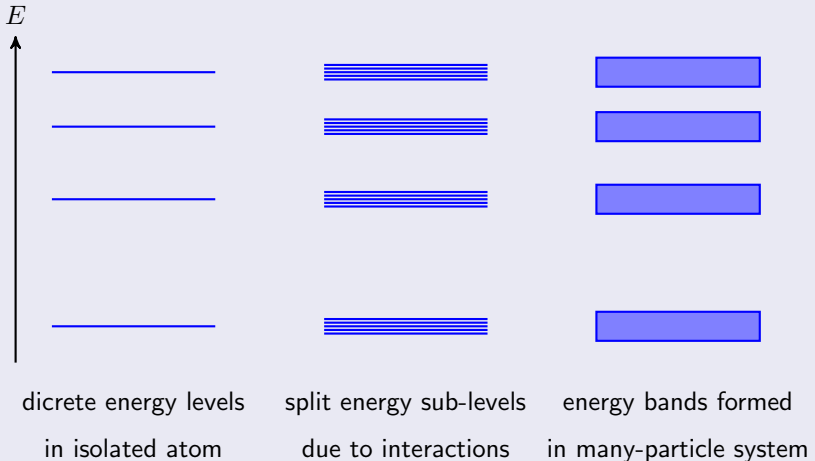 E
dicrete energy levels
in isolated atom
split energy sub-levels
due to interactions
energy bands formed
in many-particle system